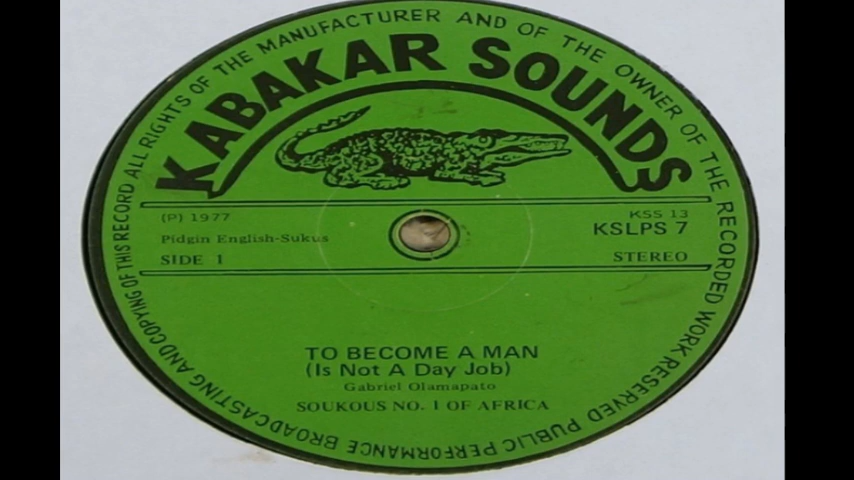 ALL RIGHTS OF THE MANUFACTURER AND OF THE OWNER OF THE RECORDED WORK RESERVED PUBLIC PERFORMANCE BROADCASTING AND COPYING OF THIS RECORD
KABAKAR SOUNDS
(P) 1977
KSS 13
KSLPS 7
Pidgin English-Sukus
SIDE 1
STEREO
TO BECOME A MAN
(Is Not A Day Job)
Gabriel Olamapato
SOUKOUS NO. 1 OF AFRICA